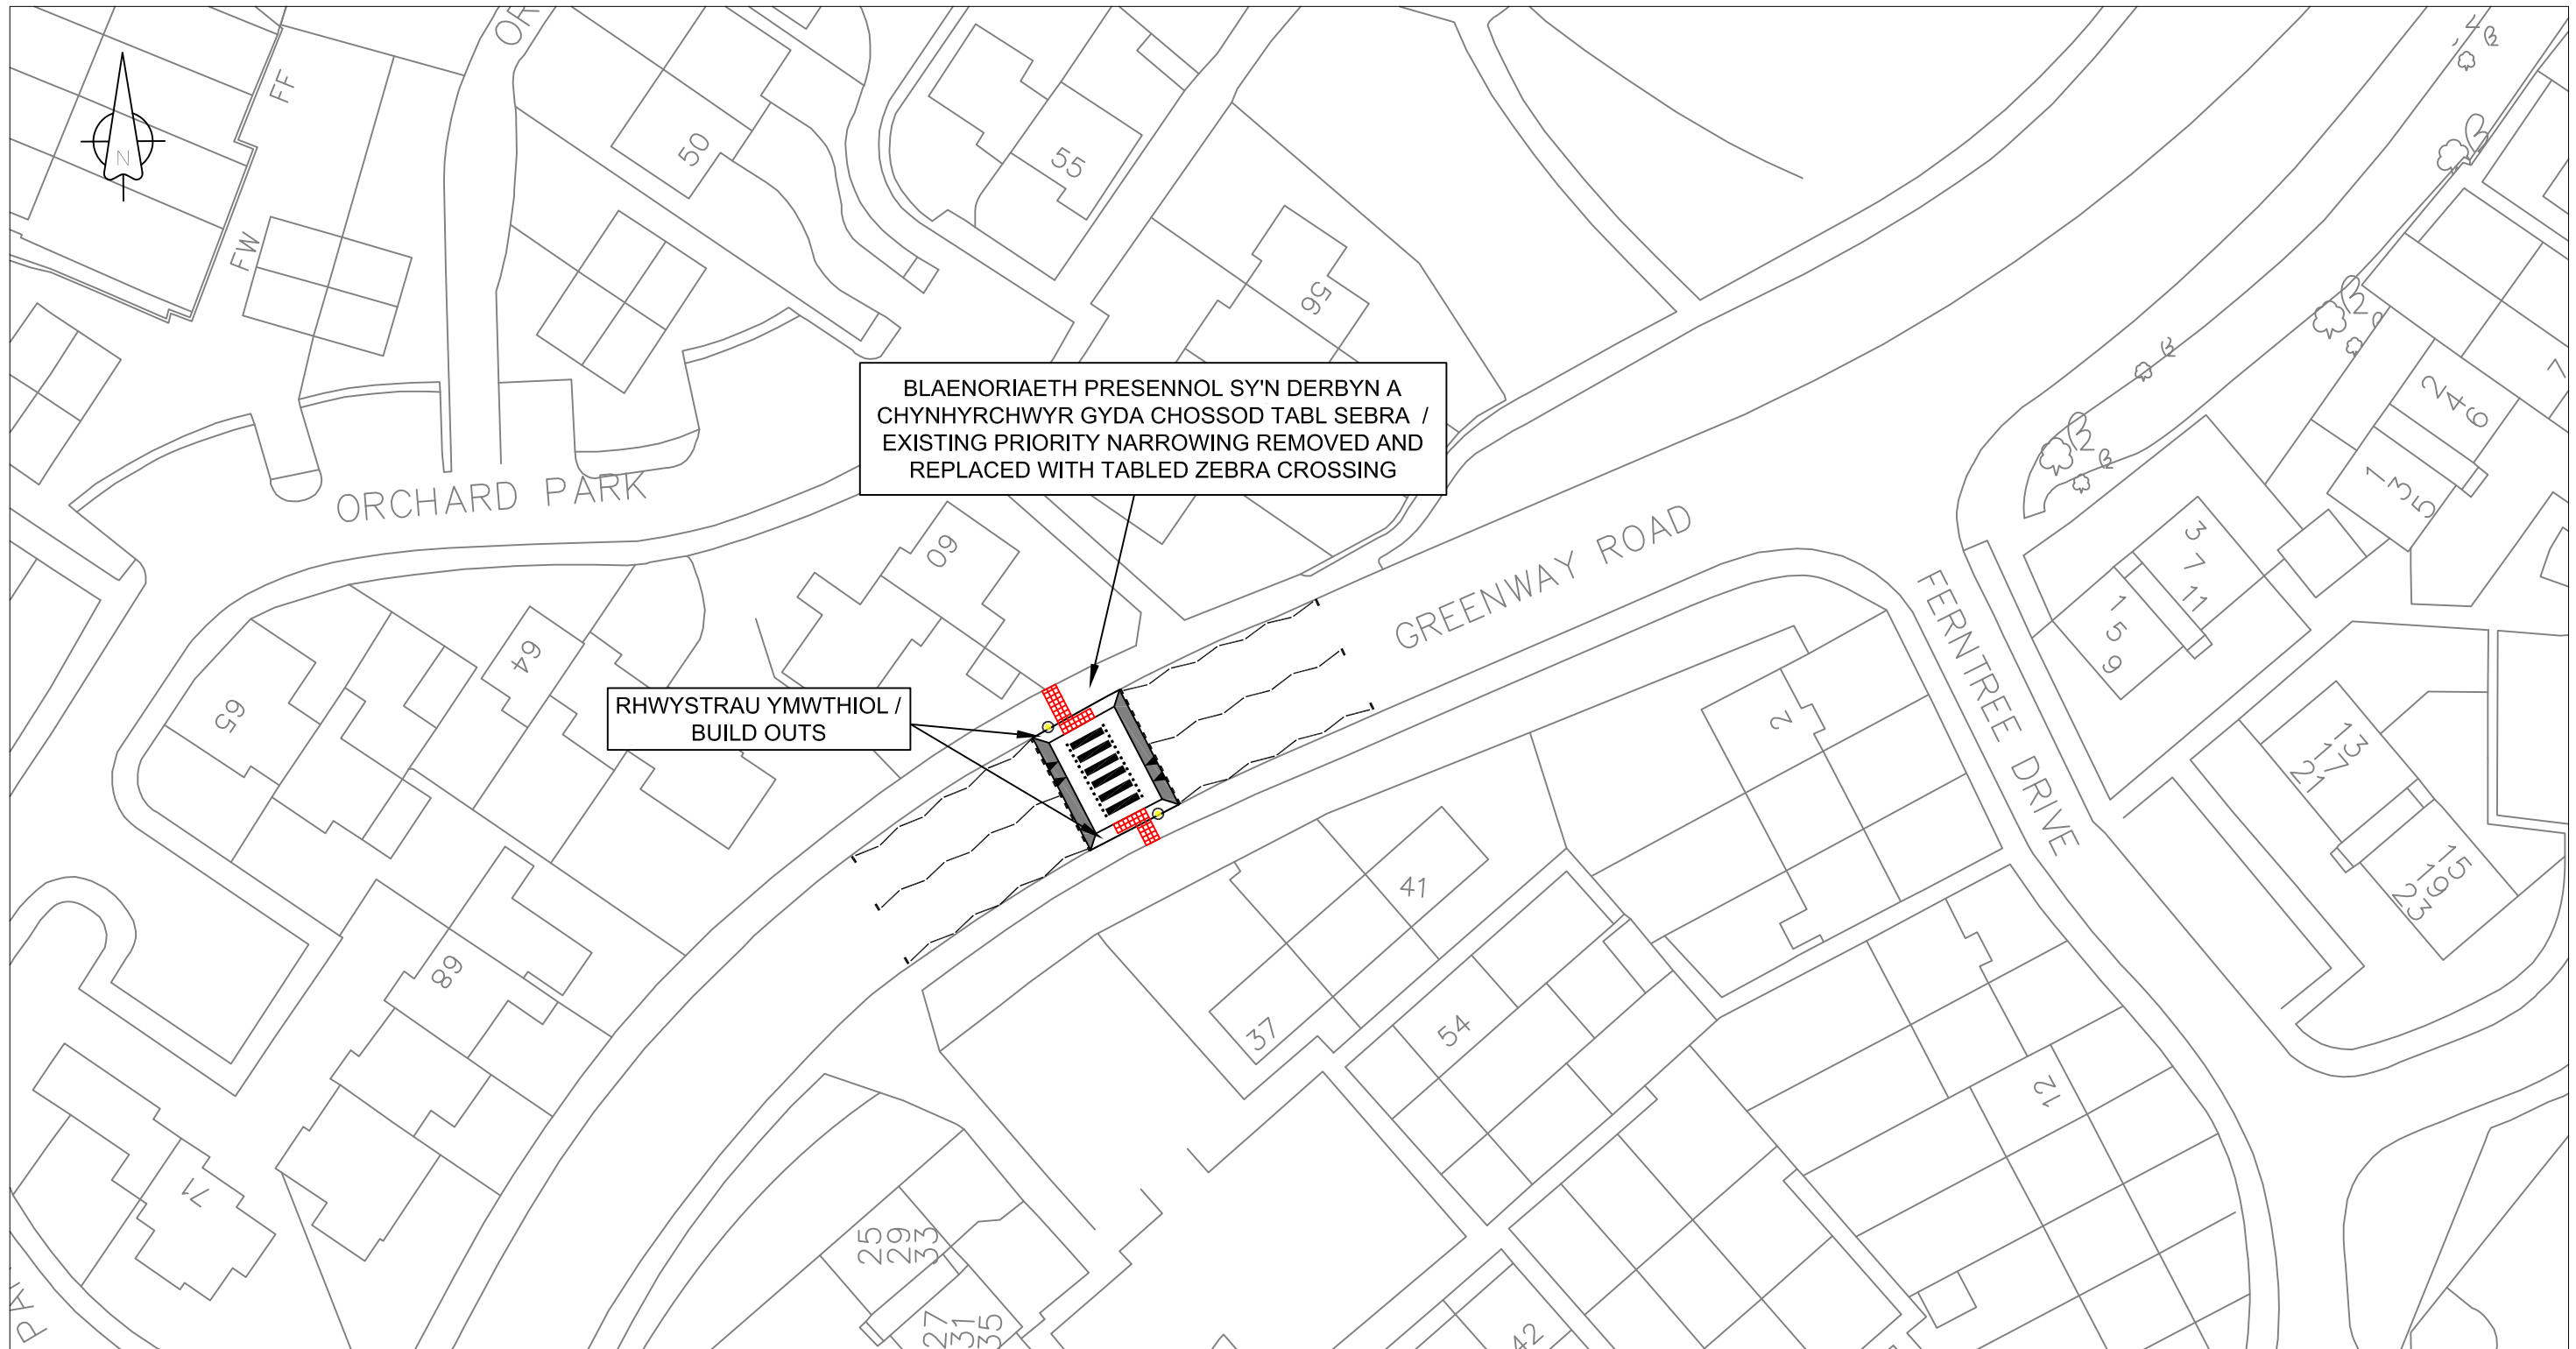 OR
FF
N
FW
50
55
56
BLAENORIAETH PRESENNOL SY'N DERBYN A
CHYNHYRCHWYR GYDA CHOSSOD TABL SEBRA /
EXISTING PRIORITY NARROWING REMOVED AND
REPLACED WITH TABLED ZEBRA CROSSING
ORCHARD PARK
GREENWAY ROAD
FERNTREE DRIVE
60
64
65
RHWYSTRAU YMWTHIOL /
BUILD OUTS
2
4
6
7
1
3
5
3
7
11
1
5
9
13
17
21
15
19
23
2
41
37
54
12
68
71
25
29
33
27
31
35
42
PAR